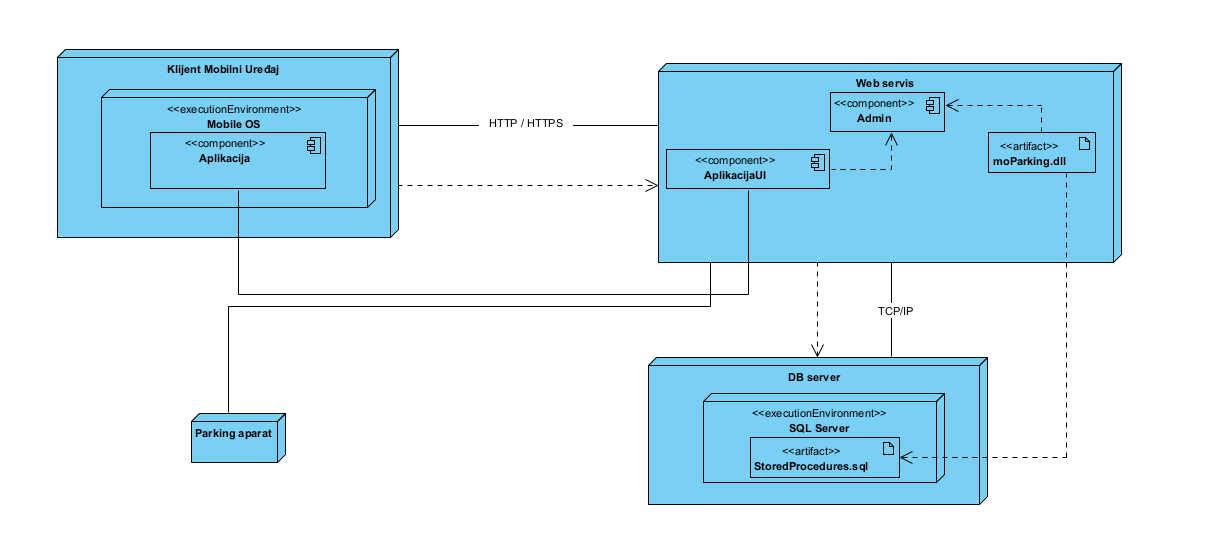 Klijent Mobilni Uređaj
<<executionEnvironment>>
Mobile OS
<<component>>
Aplikacija
HTTP / HTTPS
Web servis
<<component>>
Admin
<<component>>
AplikacijaUI
<<artifact>>
moParking.dll
TCP/IP
DB server
<<executionEnvironment>>
SQL Server
<<artifact>>
StoredProcedures.sql
Parking aparat